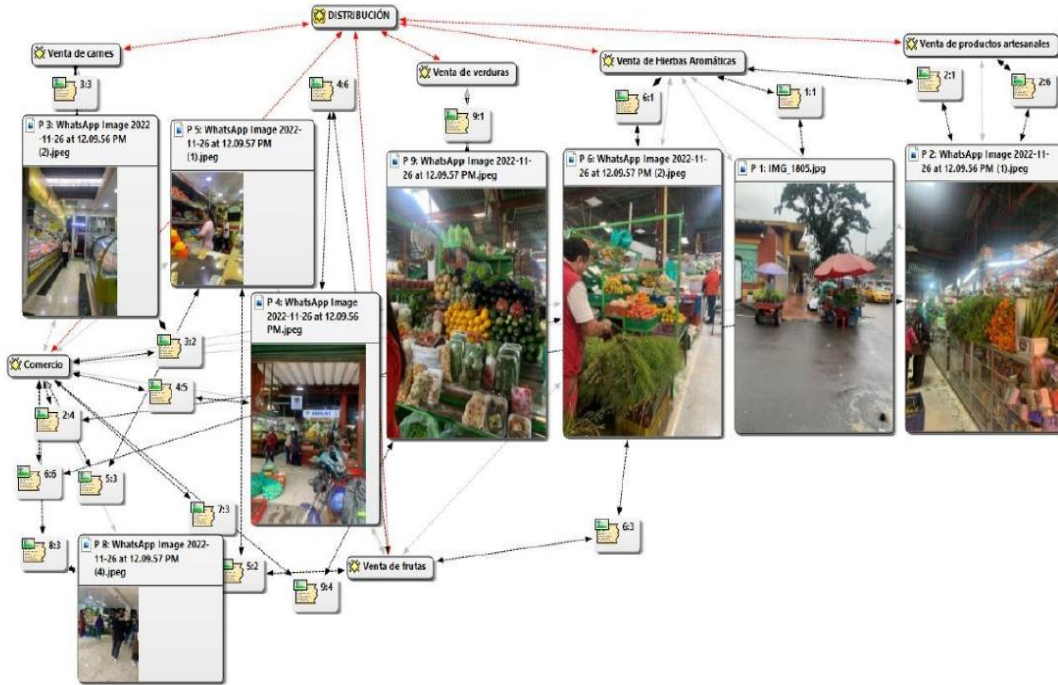 DISTRIBUCIÓN
Venta de carnes
Venta de verduras
Venta de Hierbas Aromáticas
Venta de productos artesanales
3:3
4:6
9:1
6:1
1:1
2:1
2:6
P 3: WhatsApp Image 2022
-11-26 at 12.09.56 PM
(2).jpeg
P 5: WhatsApp Image 2022-
11-26 at 12.09.57 PM
(1).jpeg
P 9: WhatsApp Image 2022-11-
26 at 12.09.57 PM.jpeg
P 6: WhatsApp Image 2022-11-
26 at 12.09.57 PM (2).jpeg
P 1: IMG_1805.jpg
P 2: WhatsApp Image 2022-11-
26 at 12.09.56 PM (1).jpeg
P 4: WhatsApp Image
2022-11-26 at 12.09.56
PM.jpeg
Comercio
3:2
4:5
2:4
6:6
5:3
7:3
8:3
P 8: WhatsApp Image 2022-
11-26 at 12.09.57 PM
(4).jpeg
5:2
9:4
Venta de frutas
6:3